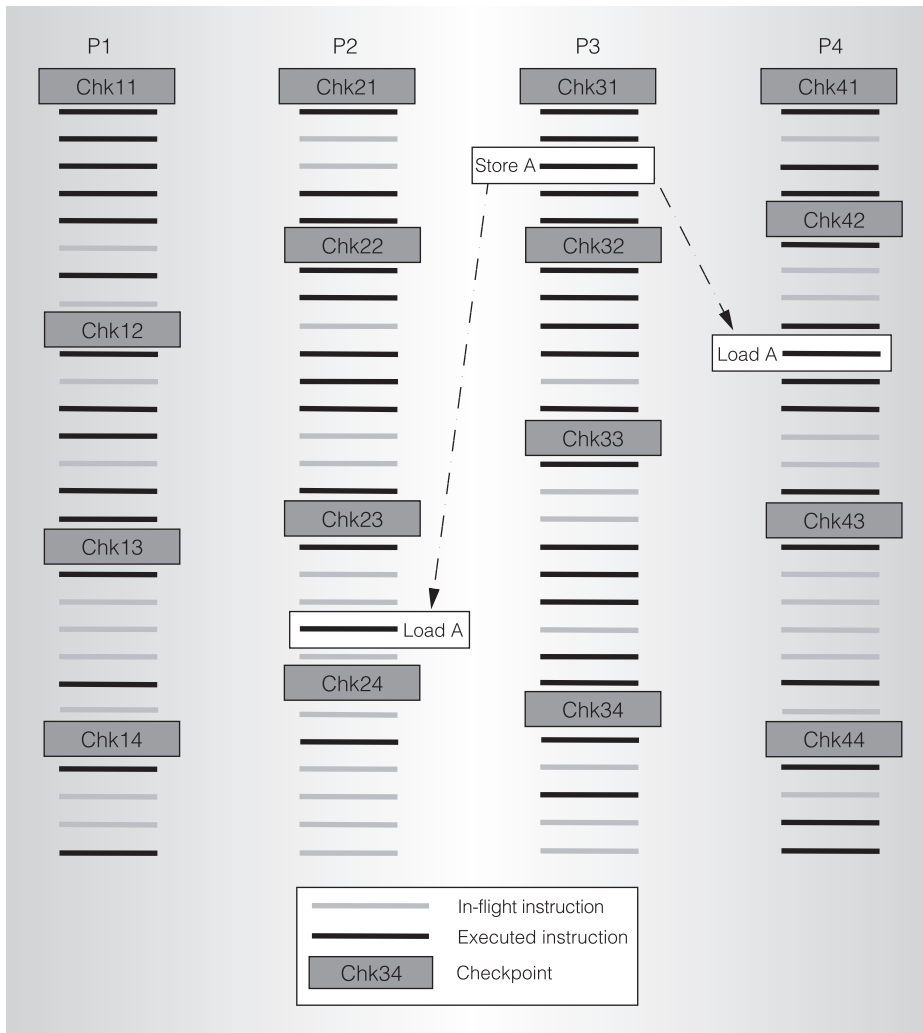 P1 P2 P3 P4
Chk11 Chk21 Chk31 Chk41
Store A
Chk42
Chk22 Chk32
Chk12
Load A
Chk33
Chk23 Chk43
Chk13
Load A
Chk24
Chk34
Chk14 Chk44
In-flight instruction
Executed instruction
Chk34 Checkpoint